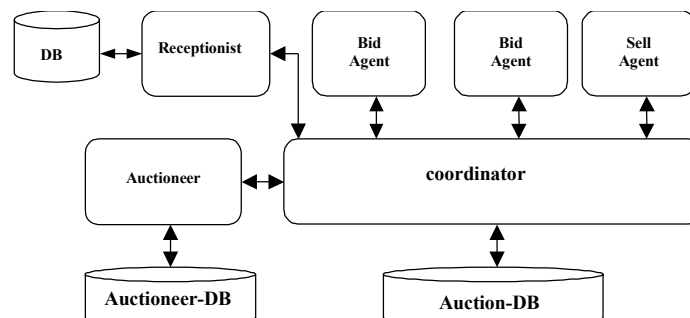 DB
Receptionist
Bid
Agent
Bid
Agent
Sell
Agent
Auctioneer
coordinator
Auctioneer-DB
Auction-DB